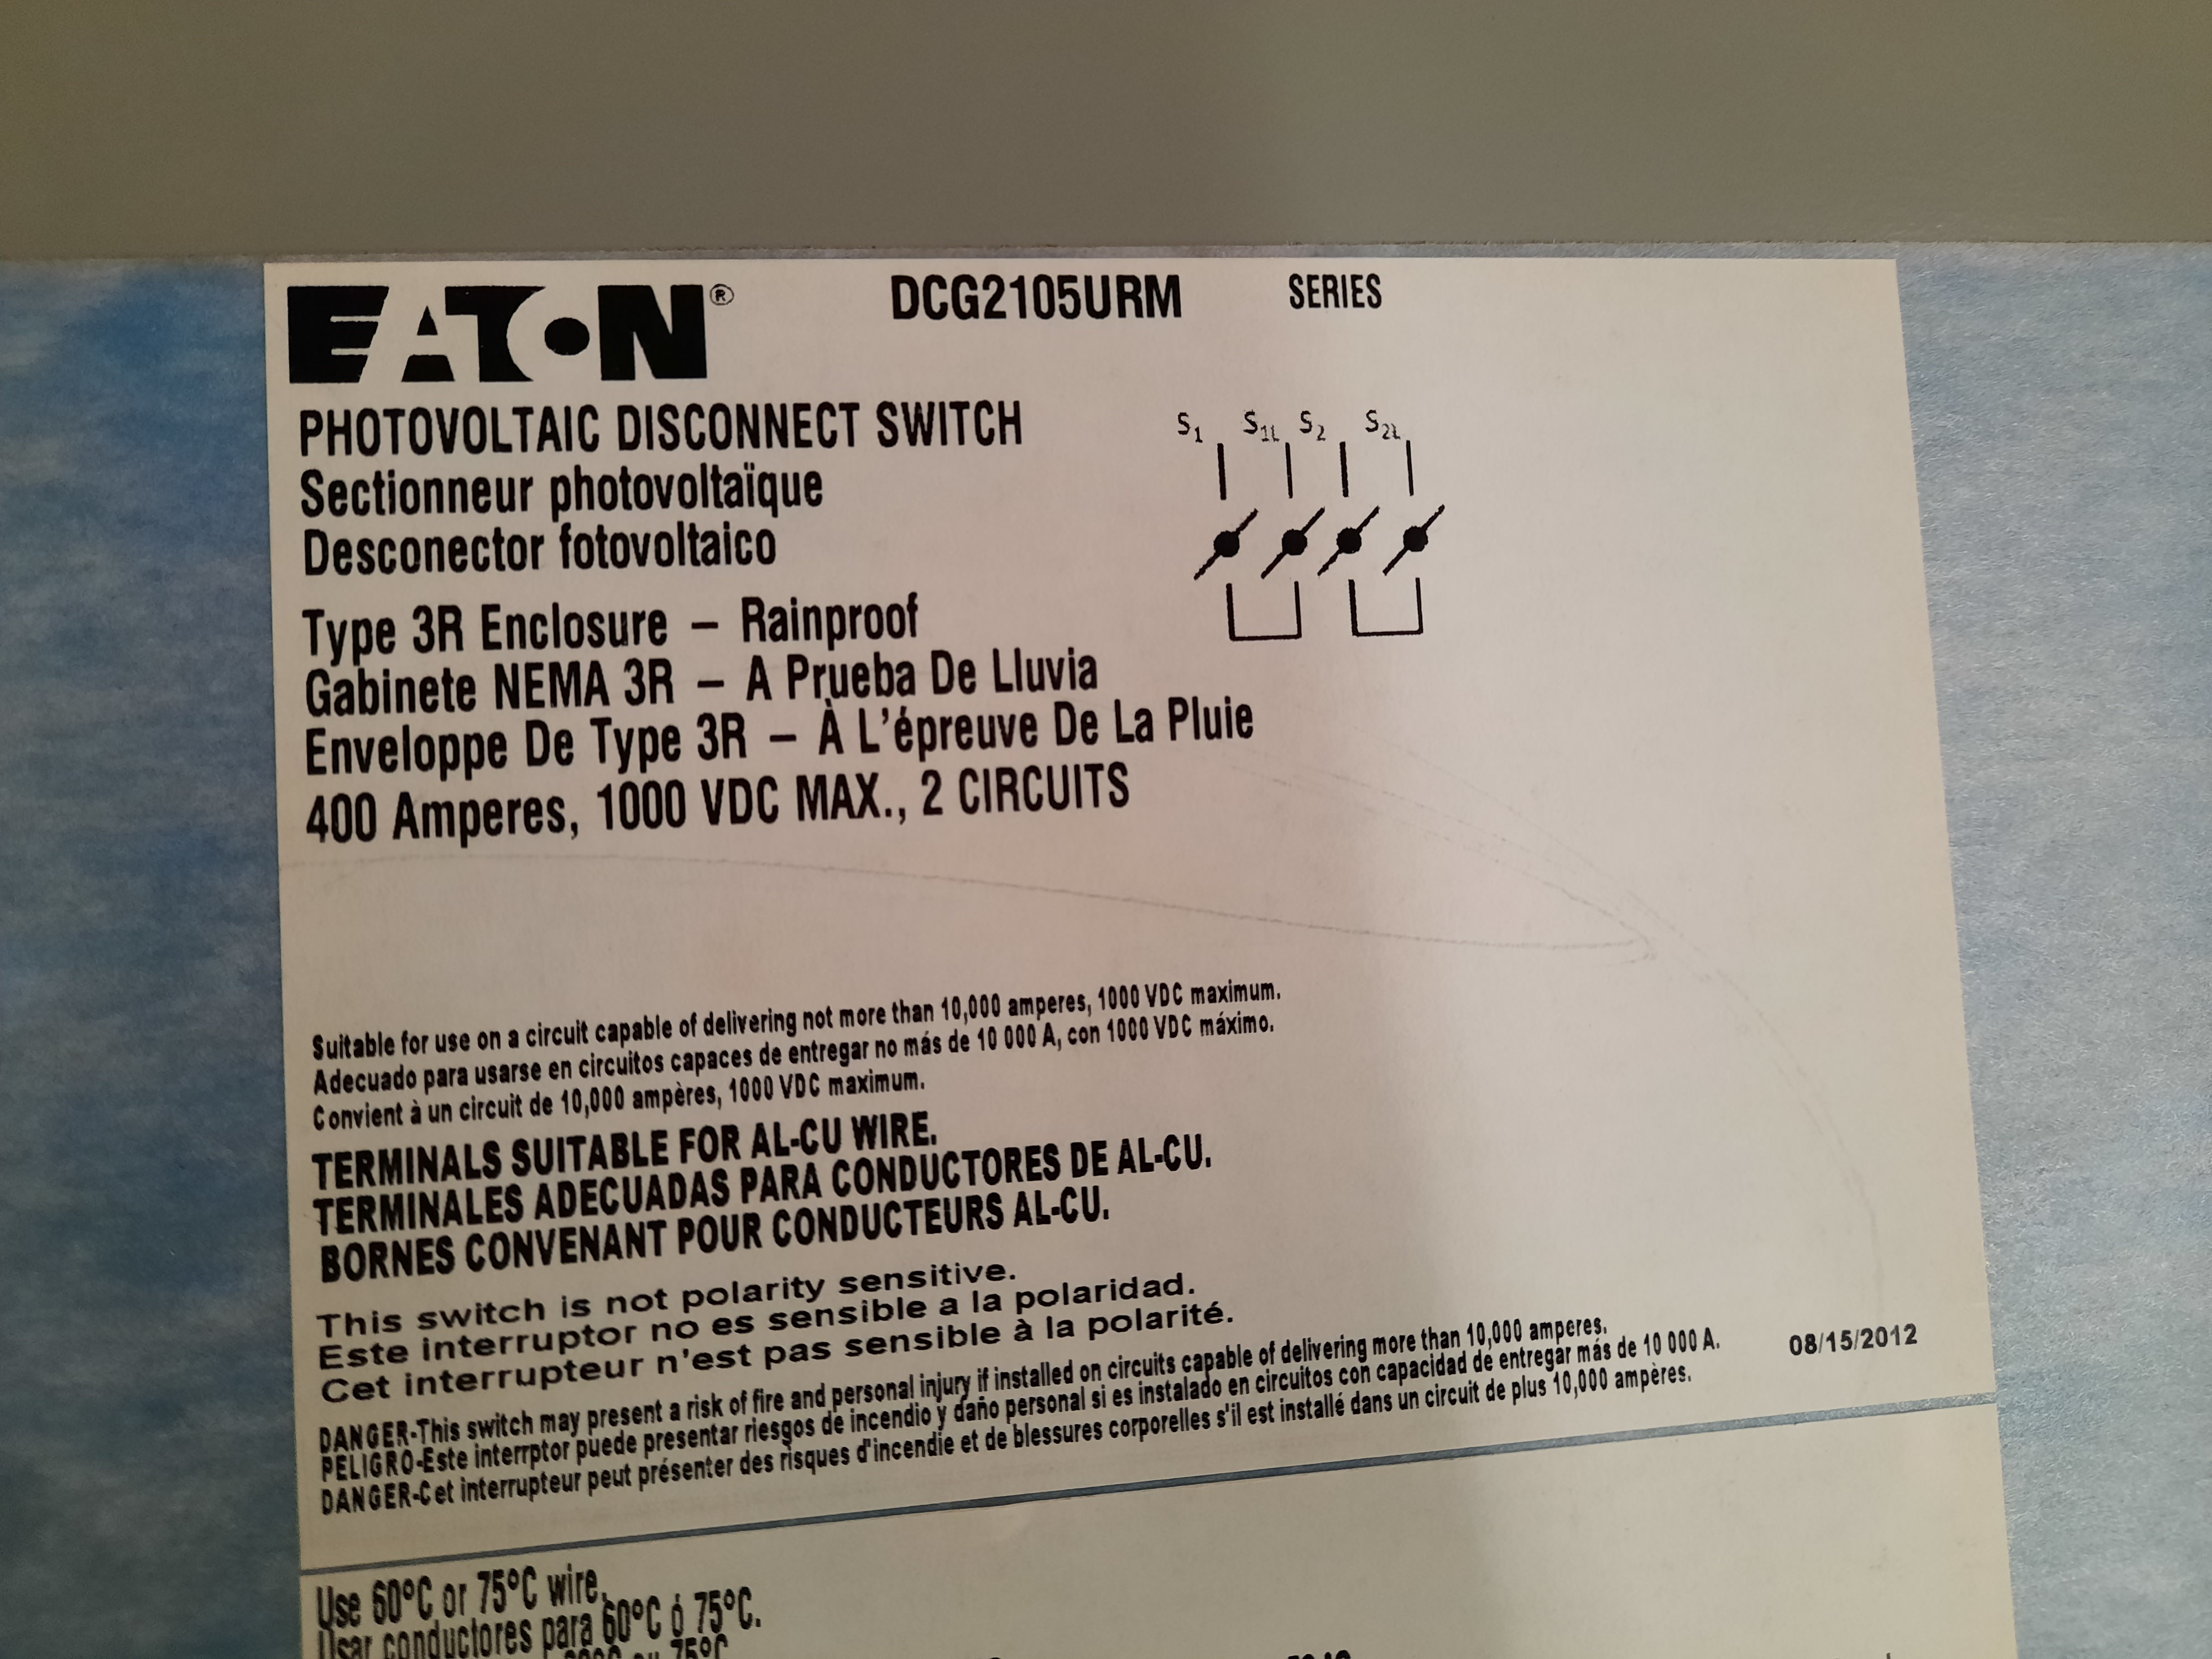 EATON®
DCG2105URM
SERIES
PHOTOVOLTAIC DISCONNECT SWITCH
Sectionneur photovoltaïque
Desconector fotovoltaico
S1 S1L S2 S2L
Type 3R Enclosure – Rainproof
Gabinete NEMA 3R – A Prueba De Lluvia
Enveloppe De Type 3R – À L'épreuve De La Pluie
400 Amperes, 1000 VDC MAX., 2 CIRCUITS
Suitable for use on a circuit capable of delivering not more than 10,000 amperes, 1000 VDC maximum.
Adecuado para usarse en circuitos capaces de entregar no más de 10 000 A, con 1000 VDC máximo.
Convient à un circuit de 10,000 ampères, 1000 VDC maximum.
TERMINALS SUITABLE FOR AL-CU WIRE.
TERMINALES ADECUADAS PARA CONDUCTORES DE AL-CU.
BORNES CONVENANT POUR CONDUCTEURS AL-CU.
This switch is not polarity sensitive.
Este interruptor no es sensible a la polaridad.
Cet interrupteur n'est pas sensible à la polarité.
DANGER-This switch may present a risk of fire and personal injury if installed on circuits capable of delivering more than 10,000 amperes.
PELIGRO-Este interrptor puede presentar riesgos de incendio y daño personal si es instalado en circuitos con capacidad de entregar más de 10 000 A.
DANGER-Cet interrupteur peut présenter des risques d'incendie et de blessures corporelles s'il est installé dans un circuit de plus 10,000 ampères.
08/15/2012
Use 60°C or 75°C wire.
Usar conductores para 60°C ó 75°C.
ou 75°C